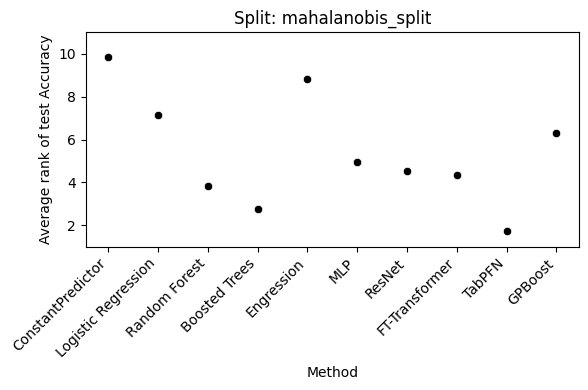 Split: mahalanobis_split
Average rank of test Accuracy
10
8
6
4
2
ConstantPredictor
Logistic Regression
Random Forest
Boosted Trees
Engression
MLP
ResNet
FT-Transformer
TabPFN
GPBoost
Method